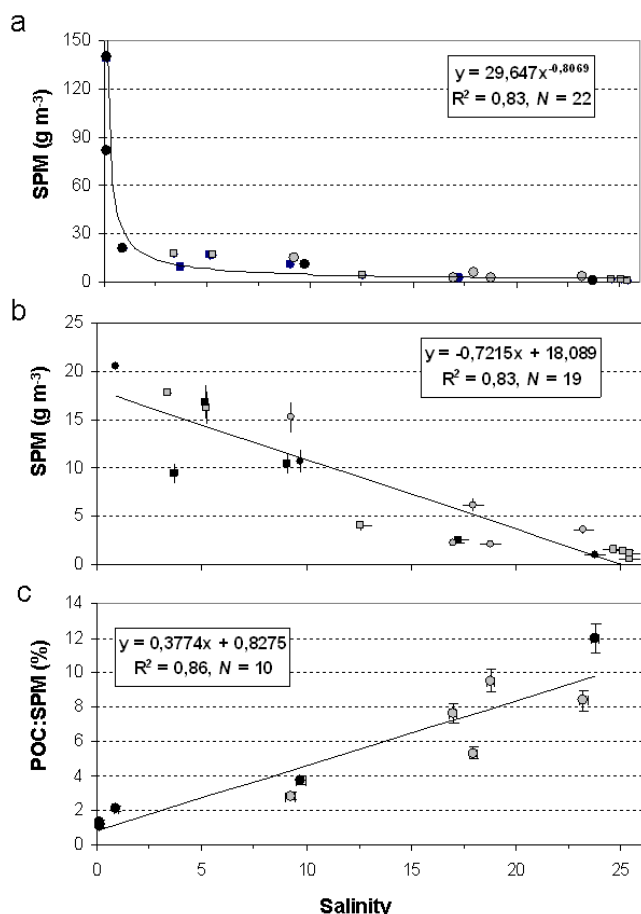 a
150
120
90
60
30
0
SPM (g m⁻³)
y = 29,647x⁻⁰,⁸⁰⁶⁹
R² = 0,83, N = 22
b
25
20
15
10
5
0
SPM (g m⁻³)
y = -0,7215x + 18,089
R² = 0,83, N = 19
c
14
12
10
8
6
4
2
0
POC:SPM (%)
y = 0,3774x + 0,8275
R² = 0,86, N = 10
0 5 10 15 20 25
Salinity